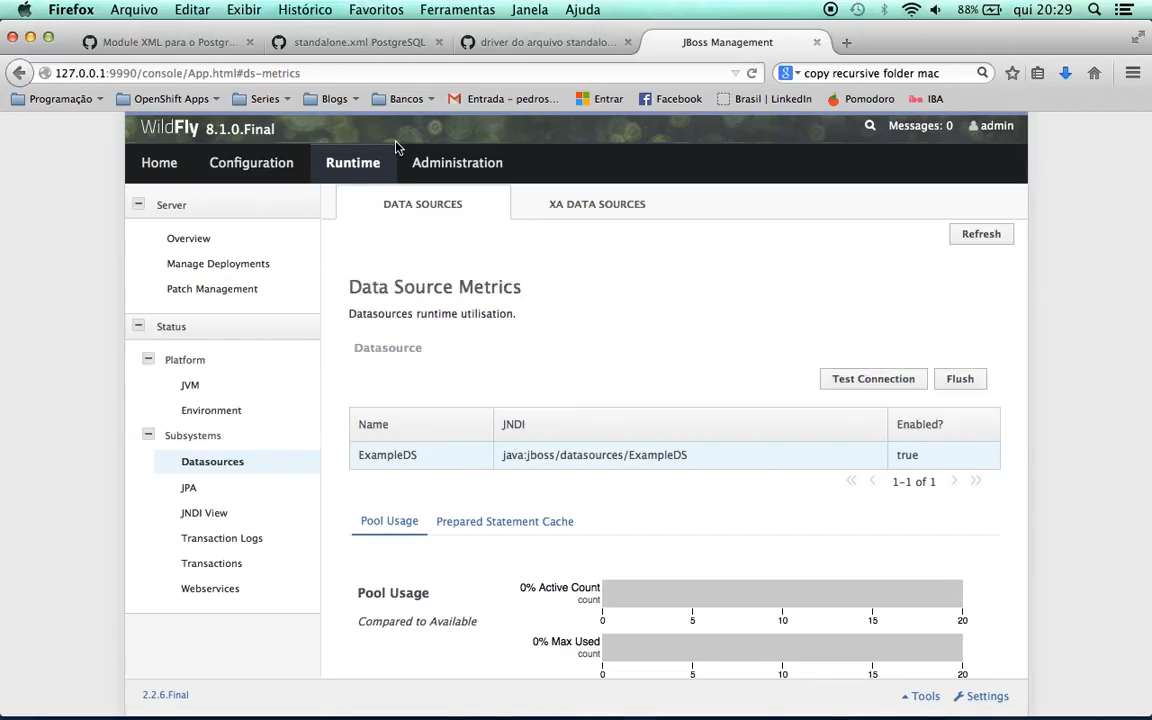 Firefox Arquivo Editar Exibir Histórico Favoritos Ferramentas Janela Ajuda 88% qui 20:29
Module XML para o Postgr... standalone.xml PostgreSQL driver do arquivo standalo... JBoss Management
127.0.0.1:9990/console/App.html#ds-metrics copy recursive folder mac
Programação OpenShift Apps Series Blogs Bancos Entrada – pedros... Entrar Facebook Brasil | LinkedIn Pomodoro IBA
WildFly 8.1.0.Final Messages: 0 admin
Home Configuration Runtime Administration
Server
Overview
Manage Deployments
Patch Management
Status
Platform
JVM
Environment
Subsystems
Datasources
JPA
JNDI View
Transaction Logs
Transactions
Webservices
DATA SOURCES XA DATA SOURCES
Refresh
Data Source Metrics
Datasources runtime utilisation.
Datasource
Test Connection Flush
Name JNDI Enabled?
ExampleDS java:jboss/datasources/ExampleDS true
1-1 of 1
Pool Usage Prepared Statement Cache
Pool Usage
Compared to Available
0% Active Count
count
0 5 10 15 20
0% Max Used
count
0 5 10 15 20
2.2.6.Final Tools Settings